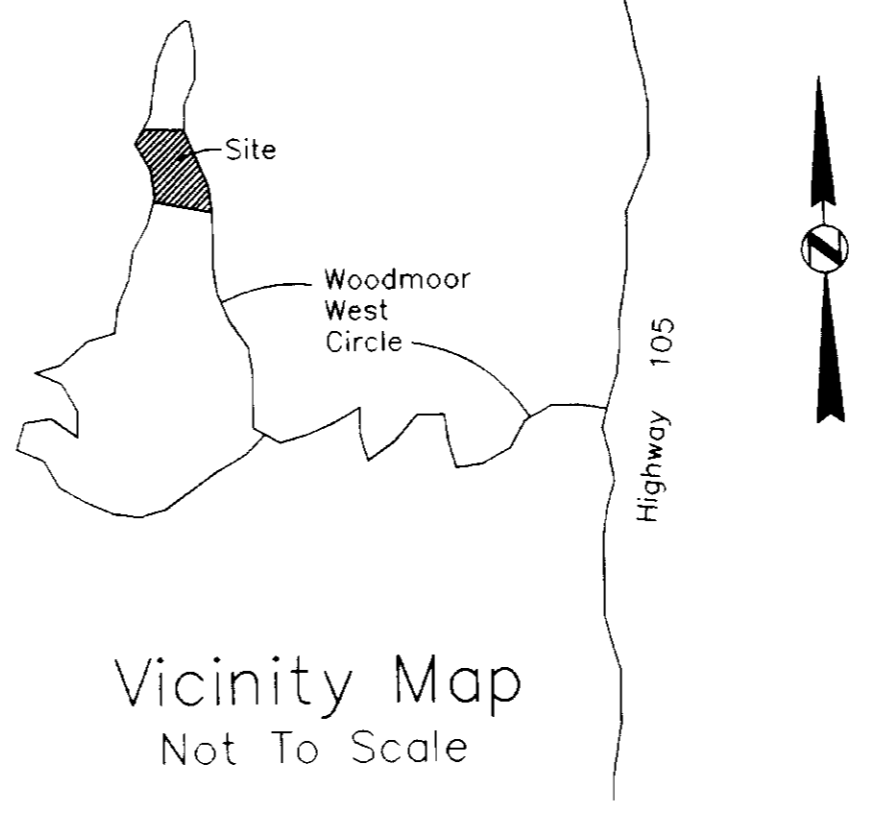 Site
Woodmoor
West
Circle
Highway 105
N
Vicinity Map
Not To Scale